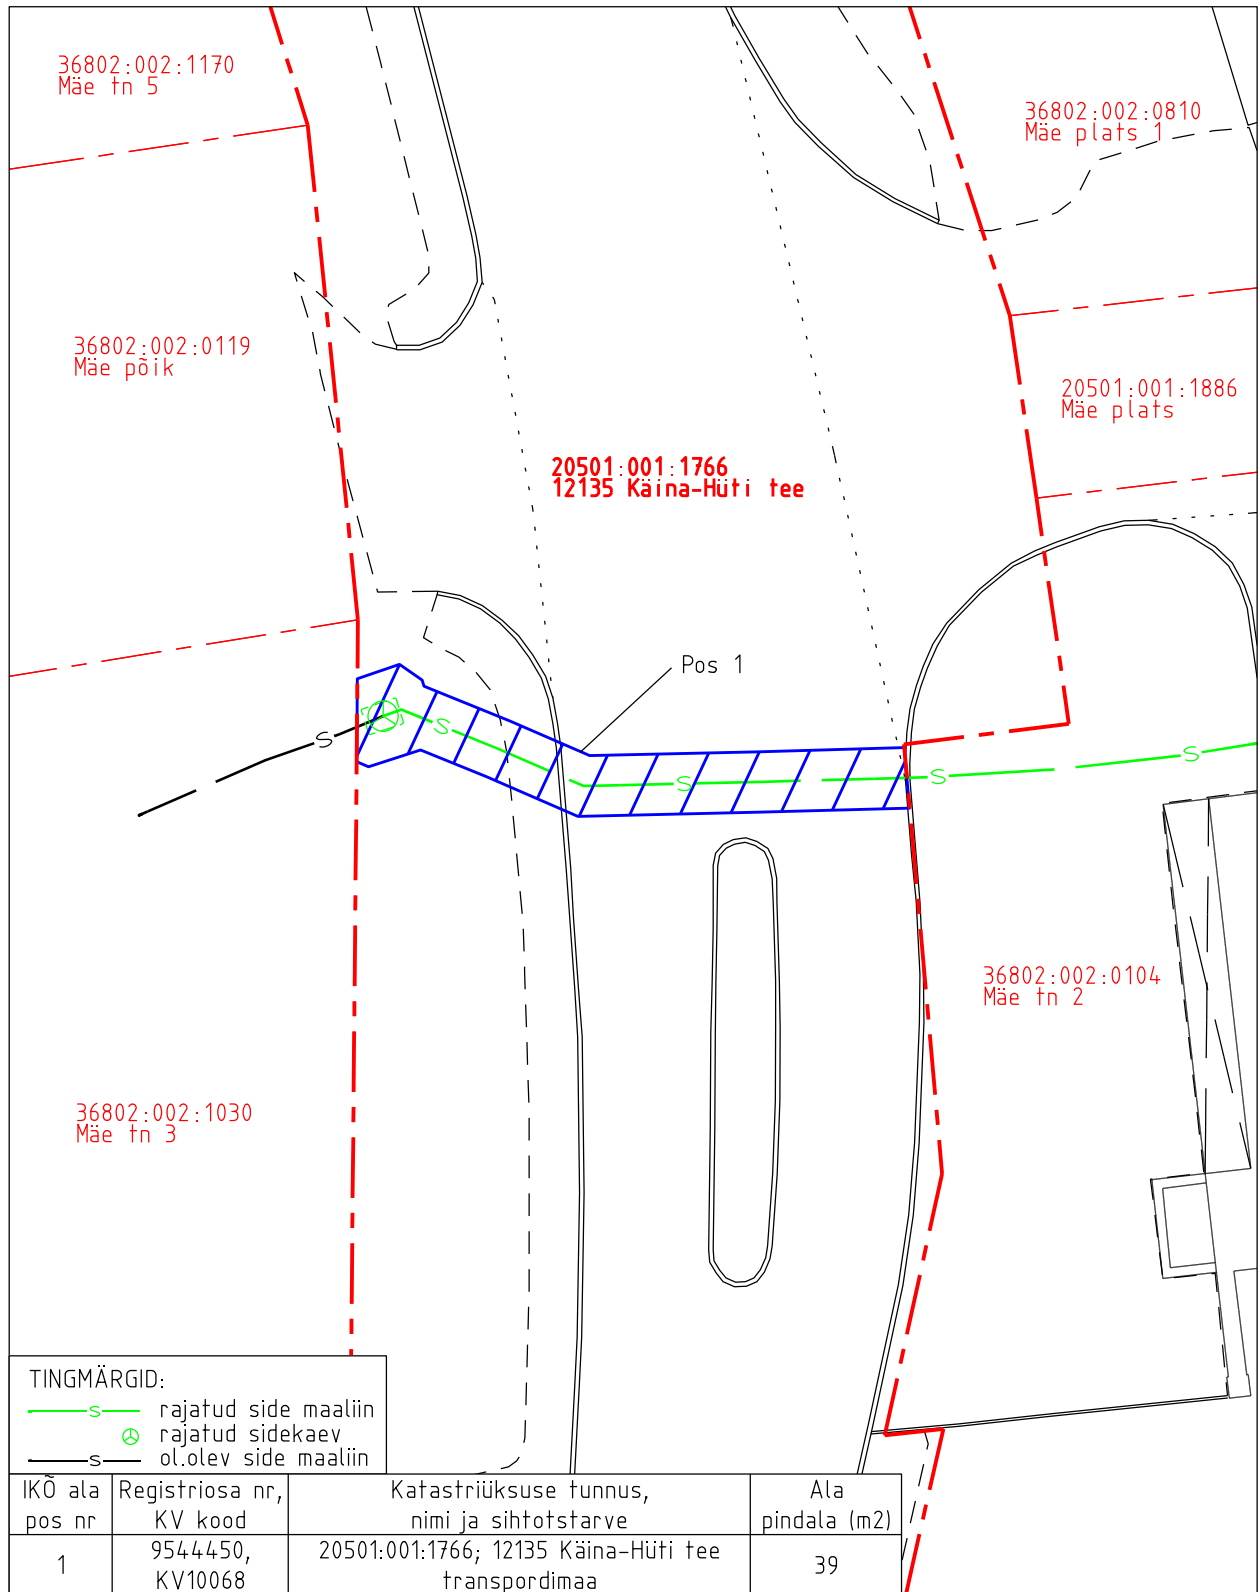 36802:002:1170
Mäe tn 5
36802:002:0810
Mäe plats 1
36802:002:0119
Mäe põik
20501:001:1886
Mäe plats
20501:001:1766
12135 Käina-Hüti tee
Pos 1
S
S
S
S
S
36802:002:0104
Mäe tn 2
36802:002:1030
Mäe tn 3
TINGMÄRGID:
S rajatud side maaliin
rajatud sidekaev
S ol.olev side maaliin
IKÕ ala pos nr
Registriosa nr, KV kood
Katastriüksuse tunnus, nimi ja sihtotstarve
Ala pindala (m2)
1
9544450, KV10068
20501:001:1766; 12135 Käina-Hüti tee transpordimaa
39